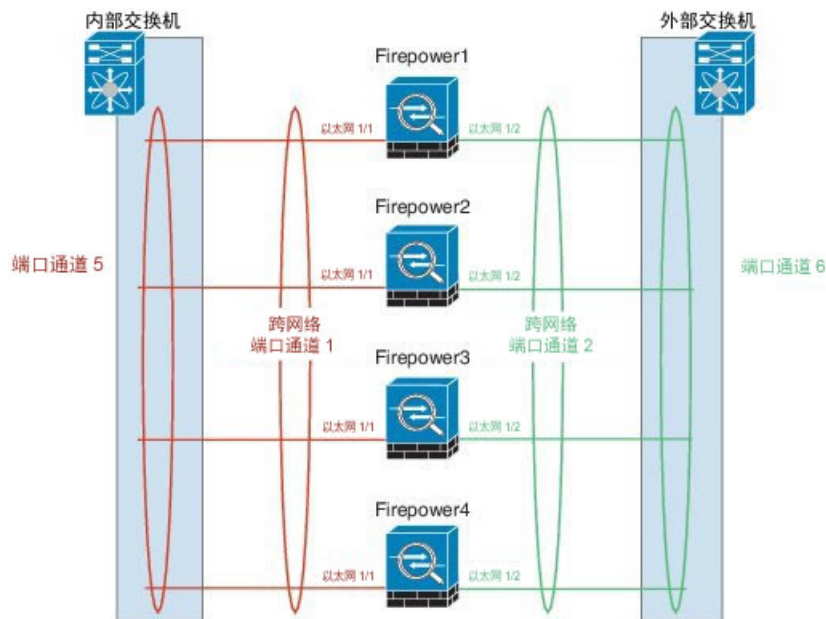 内部交换机
外部交换机
Firepower1
以太网 1/1
以太网 1/2
Firepower2
端口通道 5
以太网 1/1
以太网 1/2
端口通道 6
跨网络
端口通道 1
跨网络
端口通道 2
Firepower3
以太网 1/1
以太网 1/2
Firepower4
以太网 1/1
以太网 1/2